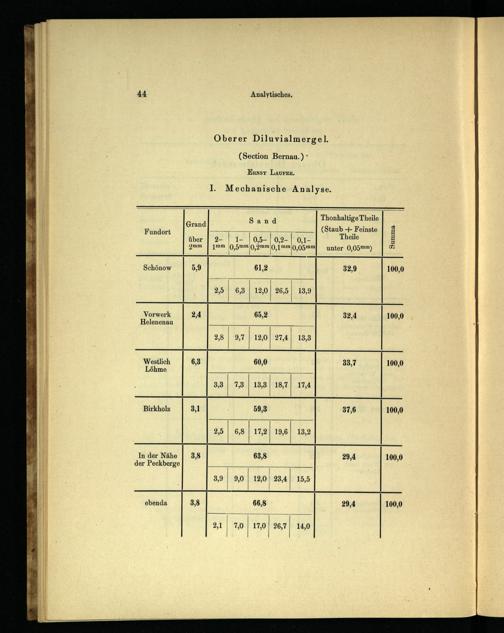 44 Analytisches.
Oberer Diluvialmergel.
(Section Bernau.)
Ernst Laufer.
I. Mechanische Analyse.
Fundort Grand über 2mm Sand Thonhaltige Theile (Staub + Feinste Theile unter 0,05mm) Summa
2–1mm 1–0,5mm 0,5–0,2mm 0,2–0,1mm 0,1–0,05mm
Schönow 5,9 61,2 32,9 100,0
2,5 6,3 12,0 26,5 13,9
Vorwerk Helenenau 2,4 65,2 32,4 100,0
2,8 9,7 12,0 27,4 13,3
Westlich Löhme 6,3 60,0 33,7 100,0
3,3 7,3 13,3 18,7 17,4
Birkholz 3,1 59,3 37,6 100,0
2,5 6,8 17,2 19,6 13,2
In der Nähe der Peckberge 3,8 63,8 29,4 100,0
3,9 9,0 12,0 23,4 15,5
ebenda 3,8 66,8 29,4 100,0
2,1 7,0 17,0 26,7 14,0